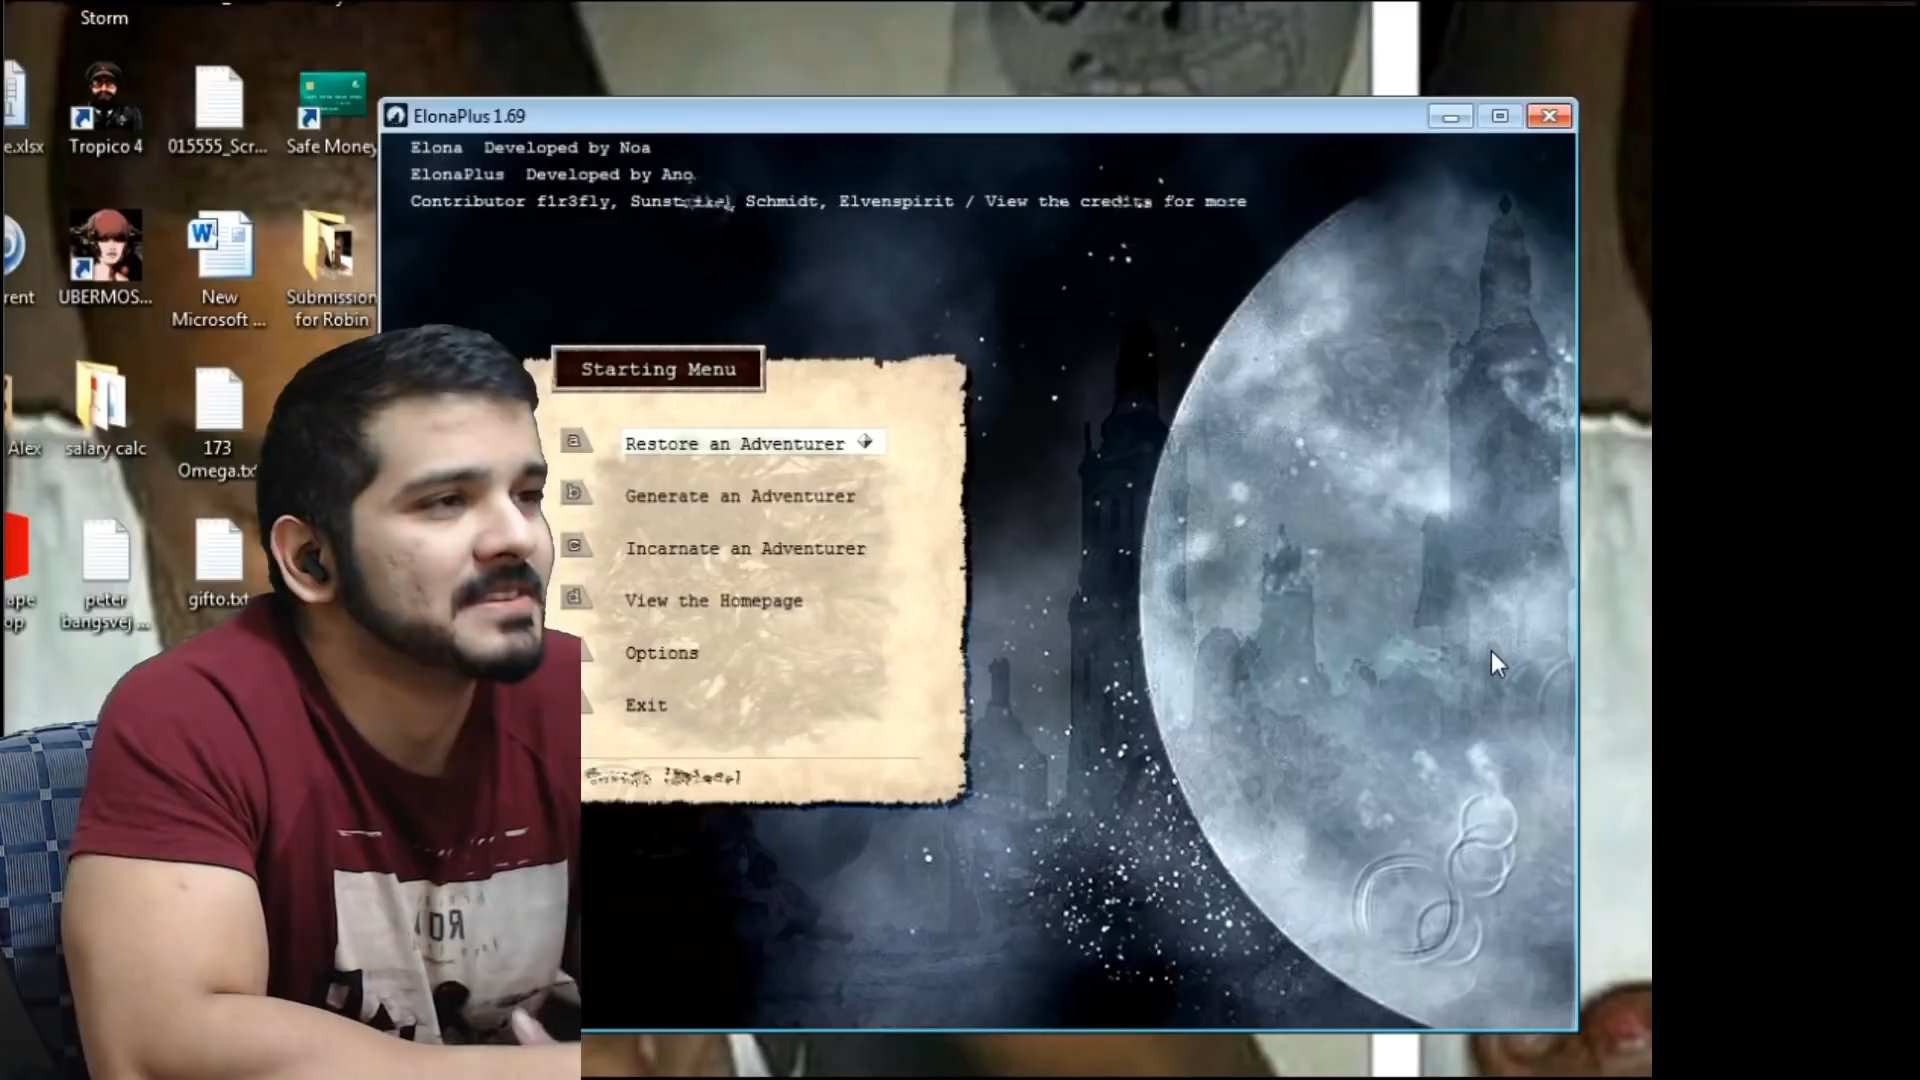 Storm
e.xlsx
Tropico 4
015555_Scr...
Safe Money
rent
UBERMOS...
New
Microsoft ...
Submission
for Robin
Alex
salary calc
173
Omega.txt
ape
op
peter
bangsvej ...
gifto.txt
ElonaPlus 1.69
Elona Developed by Noa
ElonaPlus Developed by Ano
Contributor f1r3fly, Schmidt, Elvenspirit / View the credits for more
Starting Menu
a Restore an Adventurer
b Generate an Adventurer
c Incarnate an Adventurer
d View the Homepage
Options
Exit